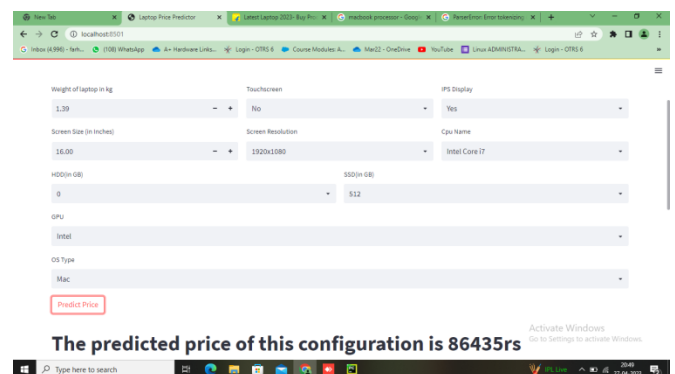 New Tab
Laptop Price Predictor
Latest Laptop 2023- Buy Pro
macbook processor - Goog
ParserError: Error tokenizing
localhost:8501
Inbox (4,996) - farh...
(108) WhatsApp
A+ Hardware Links...
Login - OTRS 6
Course Modules: A...
Mar22 - OneDrive
YouTube
Linux ADMINISTRA...
Login - OTRS 6
Weight of laptop in kg
Touchscreen
IPS Display
1.39
No
Yes
Screen Size (in Inches)
Screen Resolution
Cpu Name
16.00
1920x1080
Intel Core i7
HDD(in GB)
SSD(in GB)
0
512
GPU
Intel
OS Type
Mac
Predict Price
The predicted price of this configuration is 86435rs
Activate Windows
Go to Settings to activate Windows.
Type here to search
IPL Live
20:49